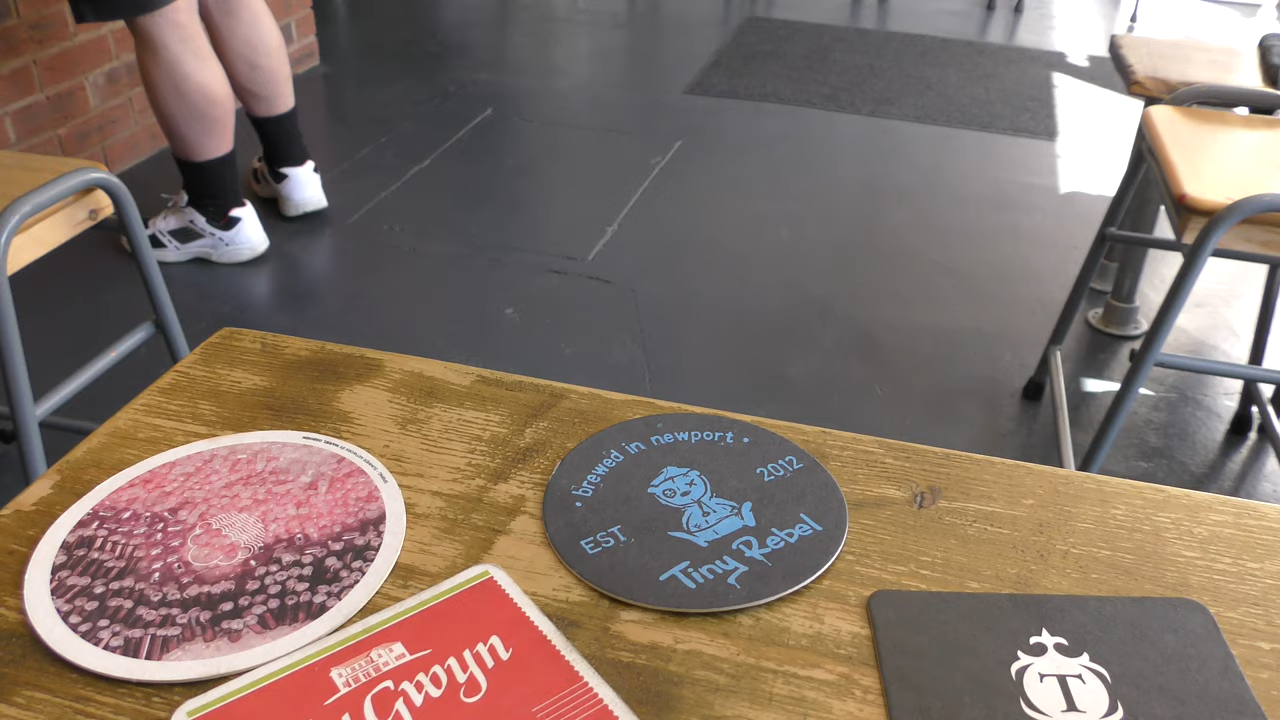 • brewed in newport •
EST 2012
Tiny Rebel
Gwyn
T